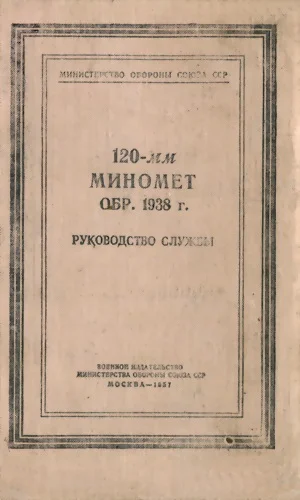 МИНИСТЕРСТВО ОБОРОНЫ СОЮЗА ССР
120-мм
МИНОМЕТ
ОБР. 1938 г.
РУКОВОДСТВО СЛУЖБЫ
ВОЕННОЕ ИЗДАТЕЛЬСТВО
МИНИСТЕРСТВА ОБОРОНЫ СОЮЗА ССР
МОСКВА—1957